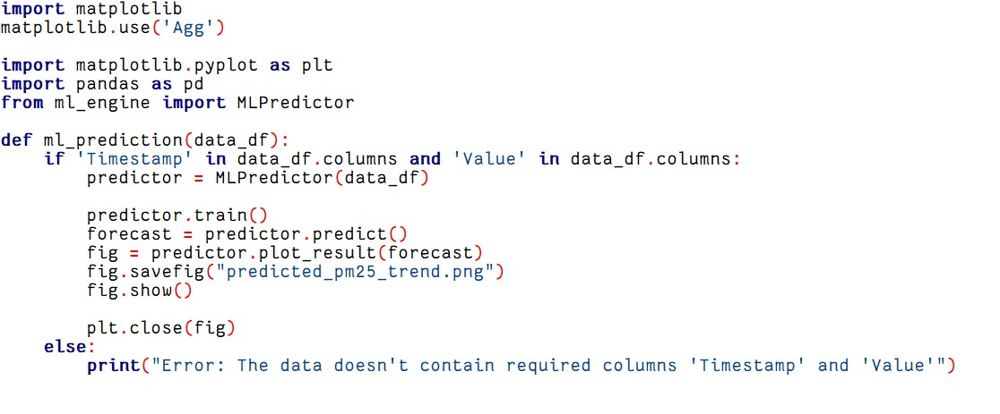 import matplotlib
matplotlib.use('Agg')

import matplotlib.pyplot as plt
import pandas as pd
from ml_engine import MLPredictor

def ml_prediction(data_df):
    if 'Timestamp' in data_df.columns and 'Value' in data_df.columns:
        predictor = MLPredictor(data_df)

        predictor.train()
        forecast = predictor.predict()
        fig = predictor.plot_result(forecast)
        fig.savefig("predicted_pm25_trend.png")
        fig.show()

        plt.close(fig)
    else:
        print("Error: The data doesn't contain required columns 'Timestamp' and 'Value'")